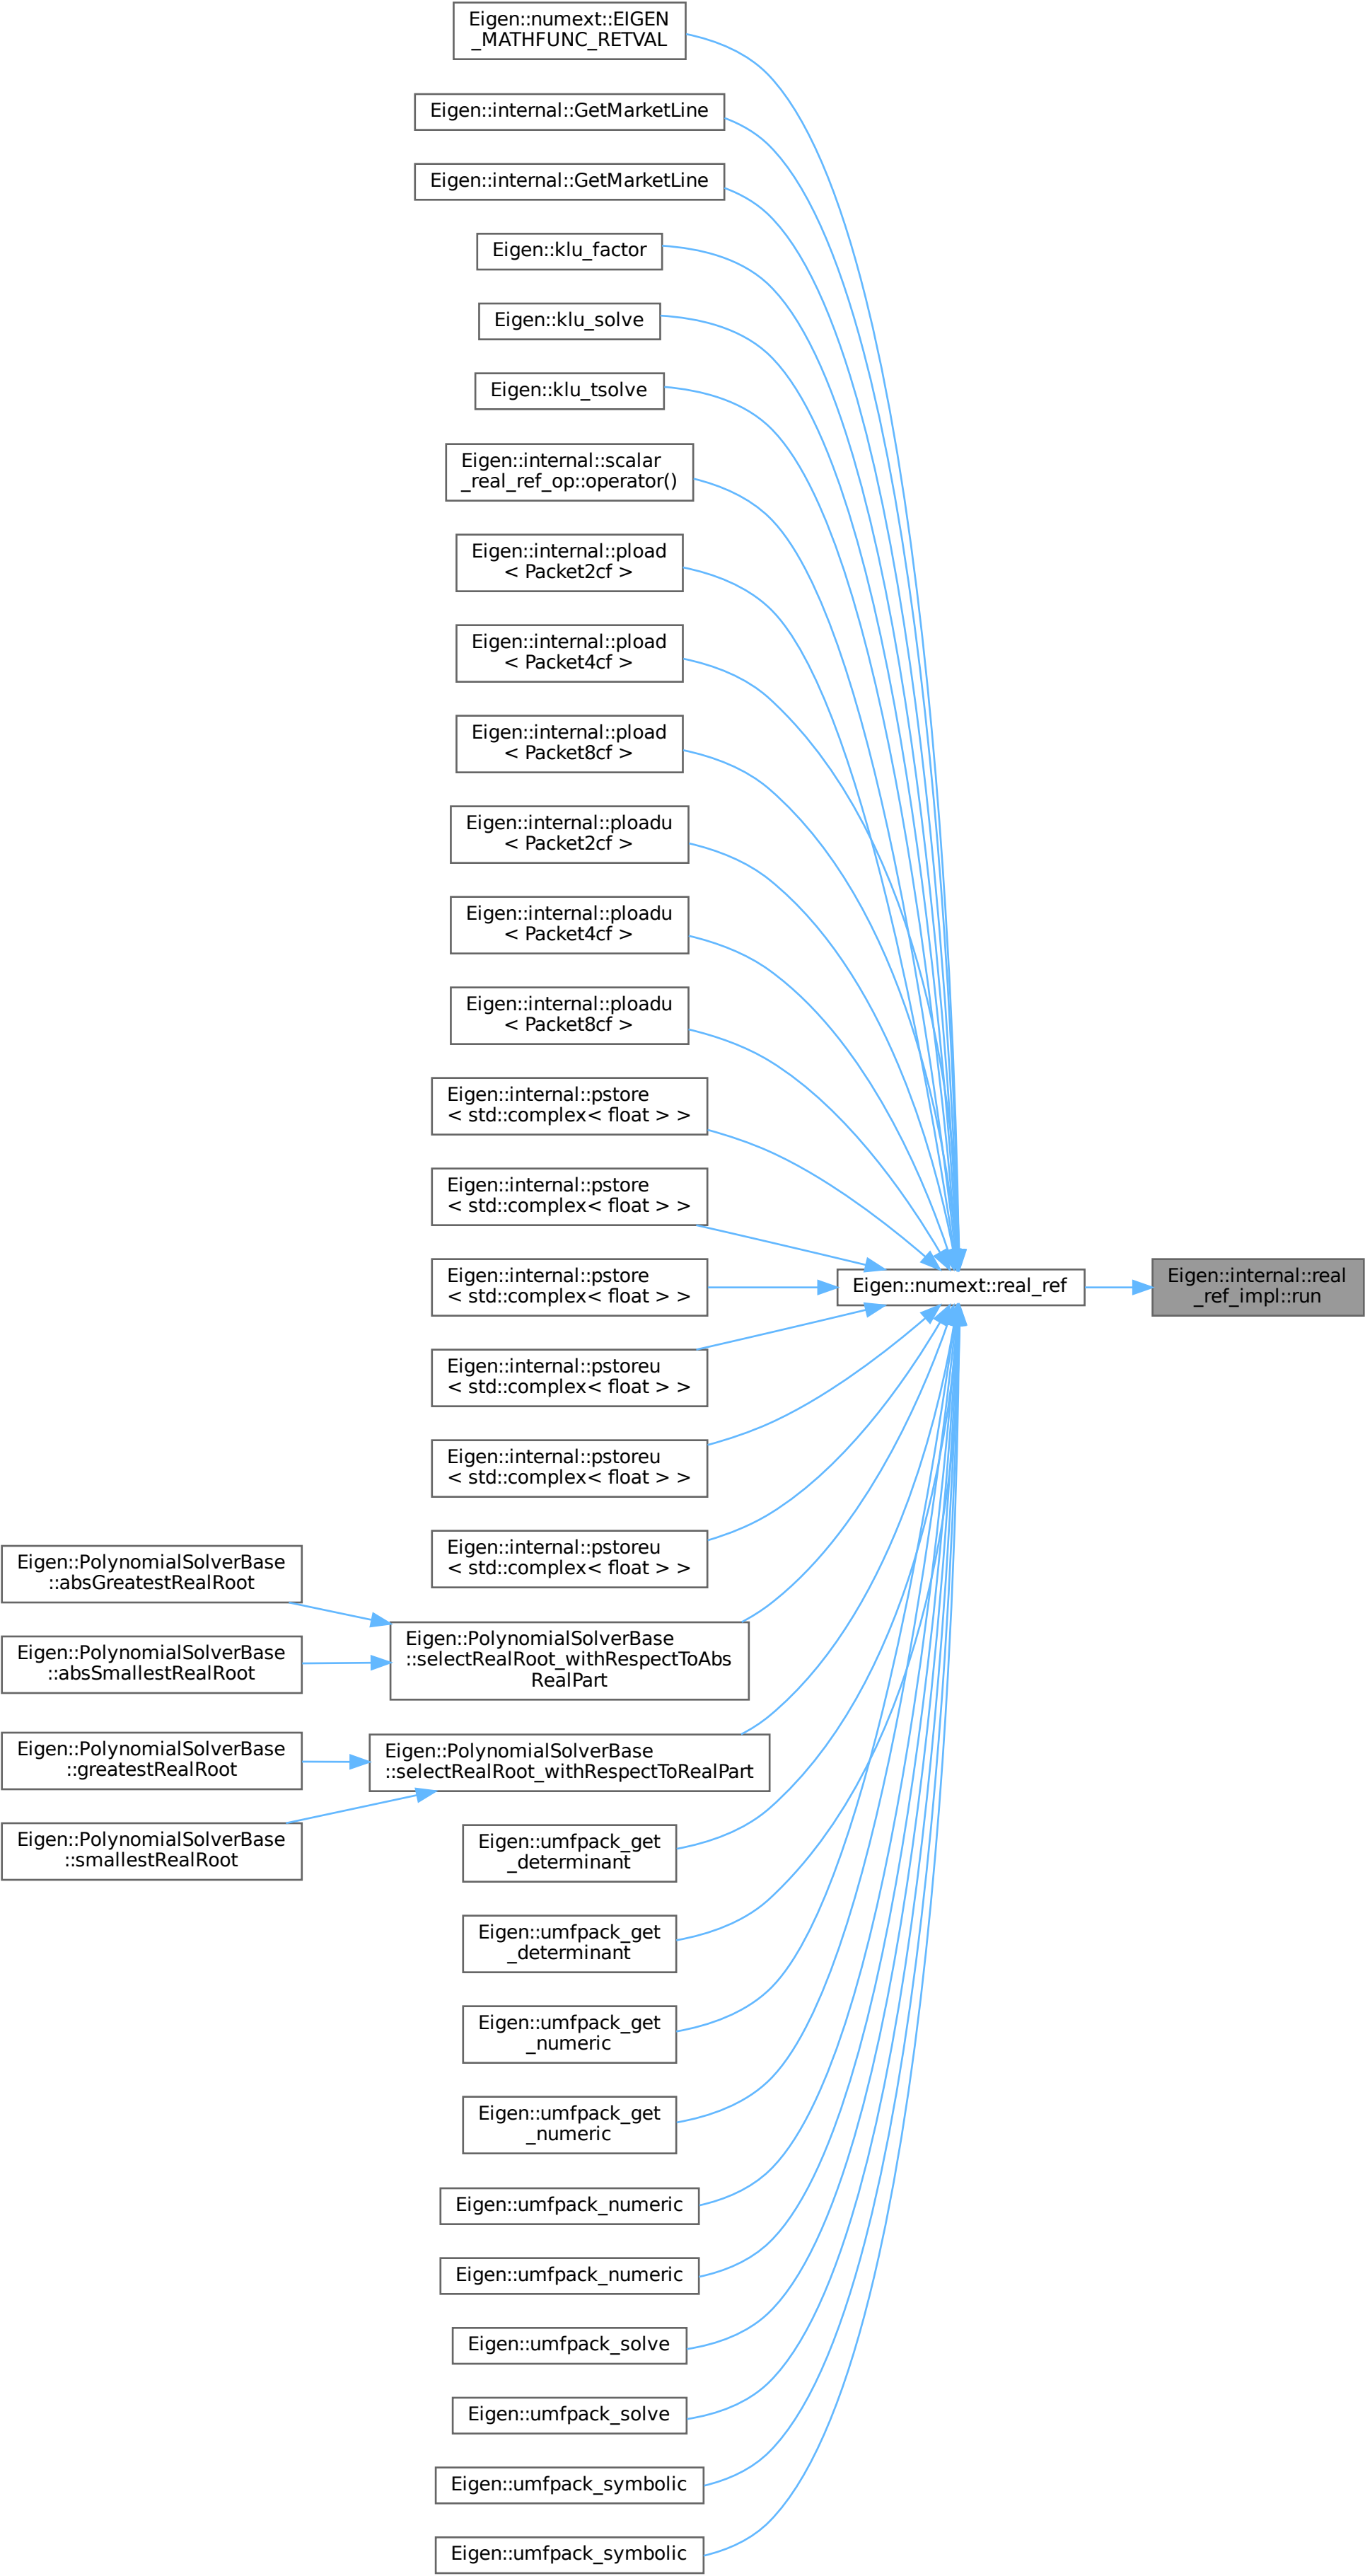 Eigen::numext::EIGEN
_MATHFUNC_RETVAL
Eigen::internal::GetMarketLine
Eigen::internal::GetMarketLine
Eigen::klu_factor
Eigen::klu_solve
Eigen::klu_tsolve
Eigen::internal::scalar
_real_ref_op::operator()
Eigen::internal::pload
< Packet2cf >
Eigen::internal::pload
< Packet4cf >
Eigen::internal::pload
< Packet8cf >
Eigen::internal::ploadu
< Packet2cf >
Eigen::internal::ploadu
< Packet4cf >
Eigen::internal::ploadu
< Packet8cf >
Eigen::internal::pstore
< std::complex< float > >
Eigen::internal::pstore
< std::complex< float > >
Eigen::internal::pstore
< std::complex< float > >
Eigen::numext::real_ref
Eigen::internal::real
_ref_impl::run
Eigen::internal::pstoreu
< std::complex< float > >
Eigen::internal::pstoreu
< std::complex< float > >
Eigen::internal::pstoreu
< std::complex< float > >
Eigen::PolynomialSolverBase
::absGreatestRealRoot
Eigen::PolynomialSolverBase
::absSmallestRealRoot
Eigen::PolynomialSolverBase
::selectRealRoot_withRespectToAbs
RealPart
Eigen::PolynomialSolverBase
::greatestRealRoot
Eigen::PolynomialSolverBase
::selectRealRoot_withRespectToRealPart
Eigen::PolynomialSolverBase
::smallestRealRoot
Eigen::umfpack_get
_determinant
Eigen::umfpack_get
_determinant
Eigen::umfpack_get
_numeric
Eigen::umfpack_get
_numeric
Eigen::umfpack_numeric
Eigen::umfpack_numeric
Eigen::umfpack_solve
Eigen::umfpack_solve
Eigen::umfpack_symbolic
Eigen::umfpack_symbolic